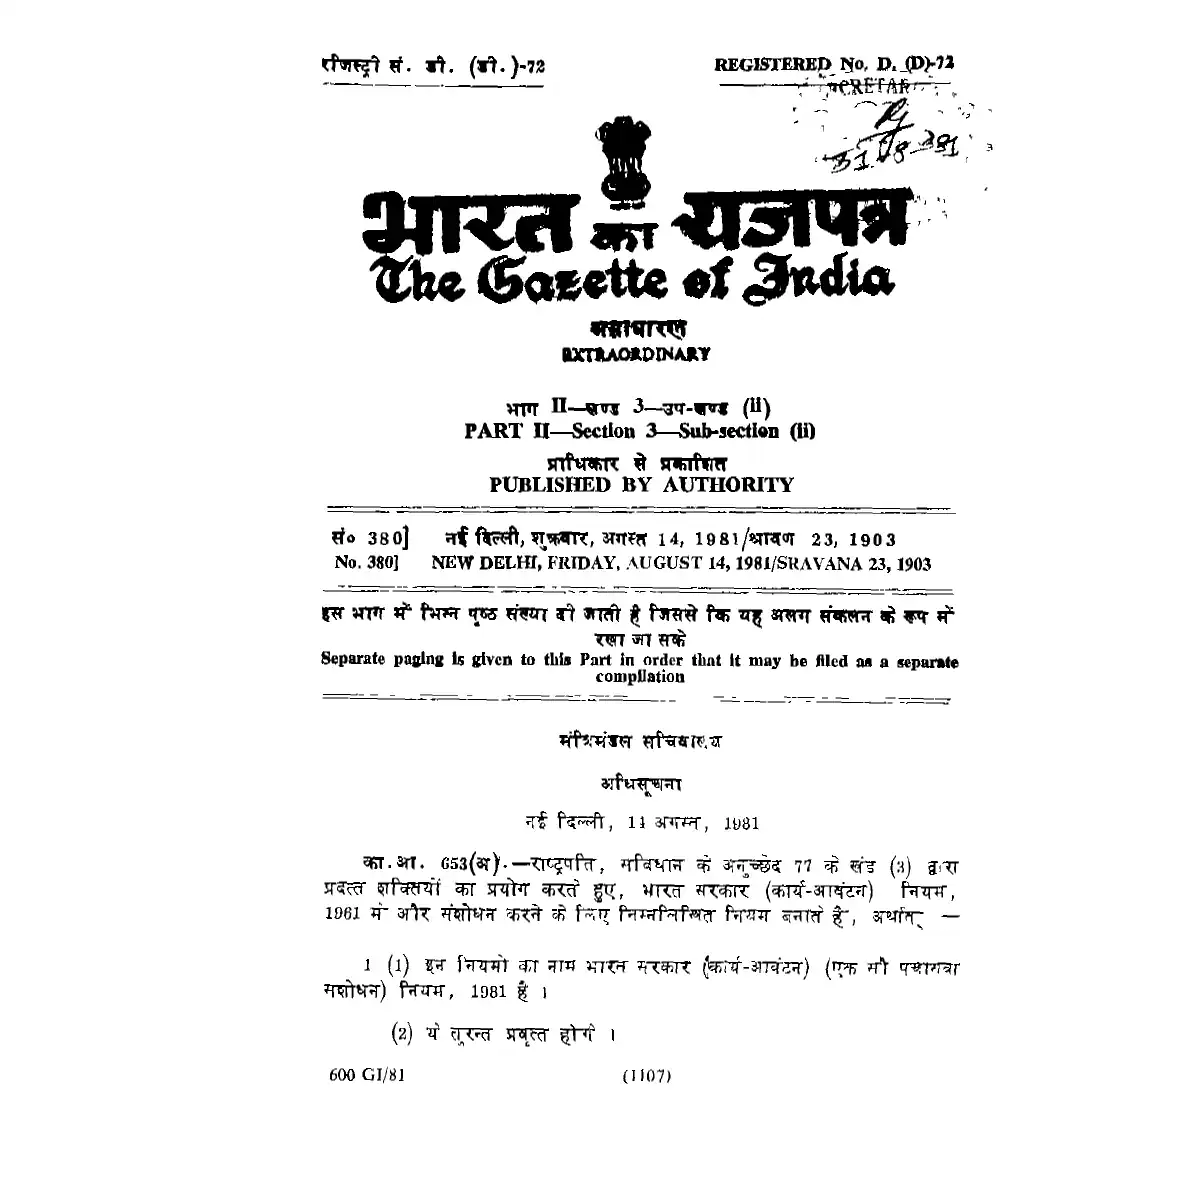 रजिस्ट्री सं. डी. (डी.)-72
REGISTERED No. D. (D)-72
31-8-81
भारत का राजपत्र
The Gazette of India
असाधारण
EXTRAORDINARY
भाग II—खण्ड 3—उप-खण्ड (ii)
PART II—Section 3—Sub-section (ii)
प्राधिकार से प्रकाशित
PUBLISHED BY AUTHORITY
सं० 380] नई दिल्ली, शुक्रवार, अगस्त 14, 1981/श्रावण 23, 1903
No. 380] NEW DELHI, FRIDAY, AUGUST 14, 1981/SRAVANA 23, 1903
इस भाग में भिन्न पृष्ठ संख्या दी जाती है जिससे कि यह अलग संकलन के रूप में
रखा जा सके
Separate paging is given to this Part in order that it may be filed as a separate
compilation
मंत्रिमंडल सचिवालय
अधिसूचना
नई दिल्ली, 14 अगस्त, 1981
का.आ. 653(अ).—राष्ट्रपति, संविधान के अनुच्छेद 77 के खंड (3) द्वारा
प्रदत्त शक्तियों का प्रयोग करते हुए, भारत सरकार (कार्य-आबंटन) नियम,
1961 में और संशोधन करने के लिए निम्नलिखित नियम बनाते हैं, अर्थात् —
1 (1) इन नियमों का नाम भारत सरकार (कार्य-आबंटन) (एक सौ पचासवां
संशोधन) नियम, 1981 है ।
(2) ये तुरन्त प्रवृत्त होंगे ।
600 GI/81
(1107)